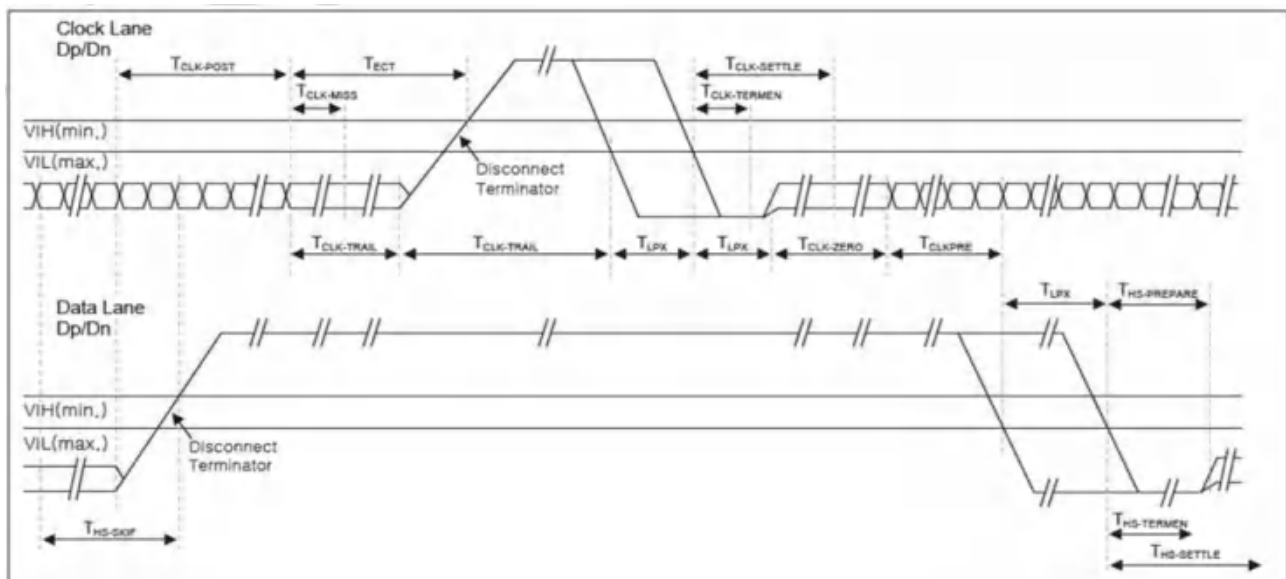 Clock Lane
Dp/Dn
TCLK-POST
TECT
TCLK-SETTLE
TCLK-MISS
TCLK-TERMEN
VIH(min.)
VIL(max.)
Disconnect
Terminator
TCLK-TRAIL
TCLK-TRAIL
TLPX
TLPX
TCLK-ZERO
TCLKPRE
Data Lane
Dp/Dn
TLPX
THS-PREPARE
VIH(min.)
VIL(max.)
Disconnect
Terminator
THS-SKIP
THS-TERMEN
THS-SETTLE